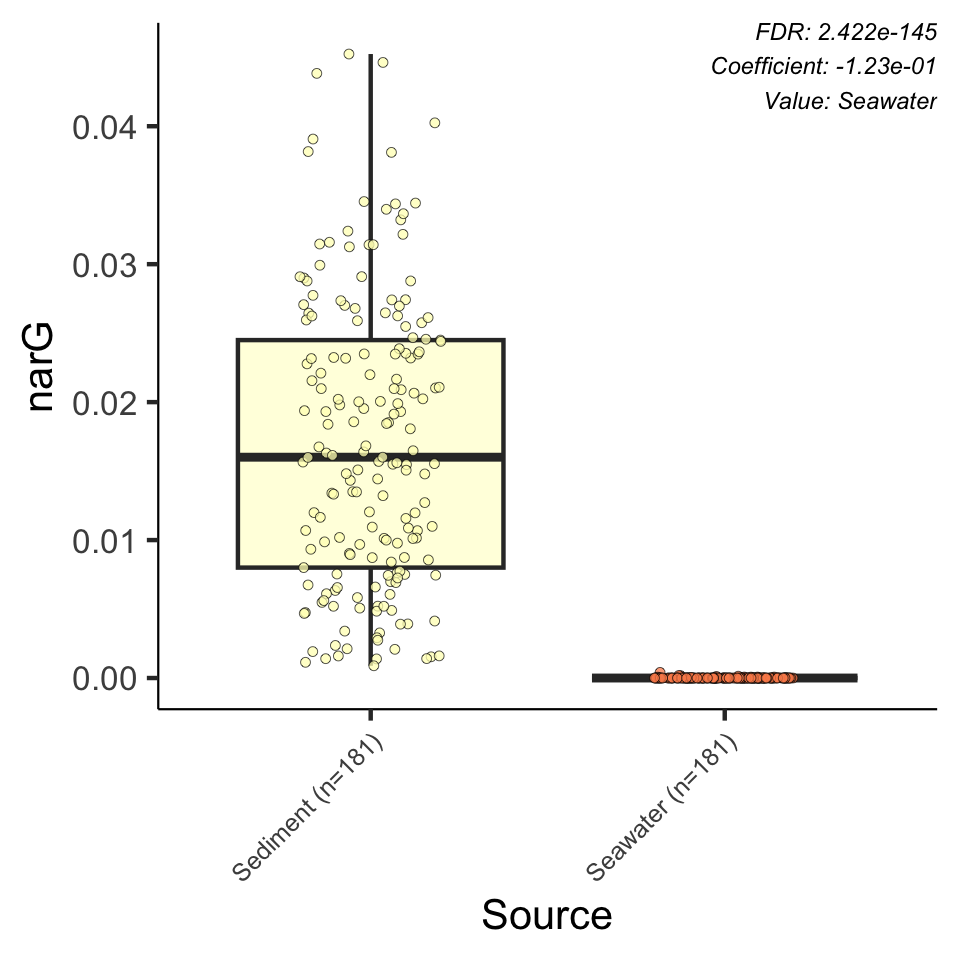 FDR: 2.422e-145
Coefficient: -1.23e-01
Value: Seawater
narG
0.04
0.03
0.02
0.01
0.00
Sediment (n=181)
Seawater (n=181)
Source